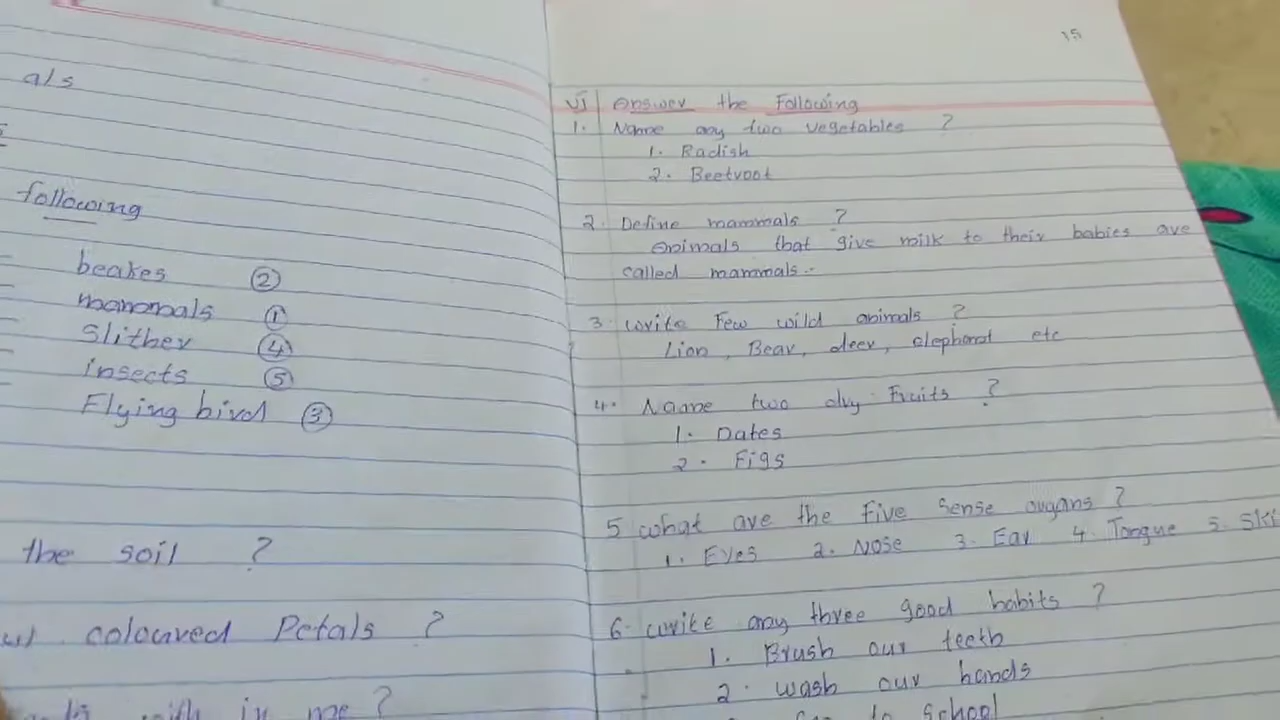 als
following
beakes ②
mammals ①
Slither ④
insects ⑤
Flying bird ③
the soil ?
coloured Petals ?
in me ?
15
VI Answer the Following
1. Name any two vegetables ?
1. Radish
2. Beetroot
2. Define mammals ?
Animals that give milk to their babies are
called mammals.
3. write Few wild animals ?
Lion, Bear, deer, elephant etc
4. Name two dry Fruits ?
1. Dates
2. Figs
5 what are the Five Sense organs ?
1. Eyes 2. Nose 3. Ear 4. Tongue 5. Ski
6. write any three good habits ?
1. Brush our teeth
2. wash our hands
to school